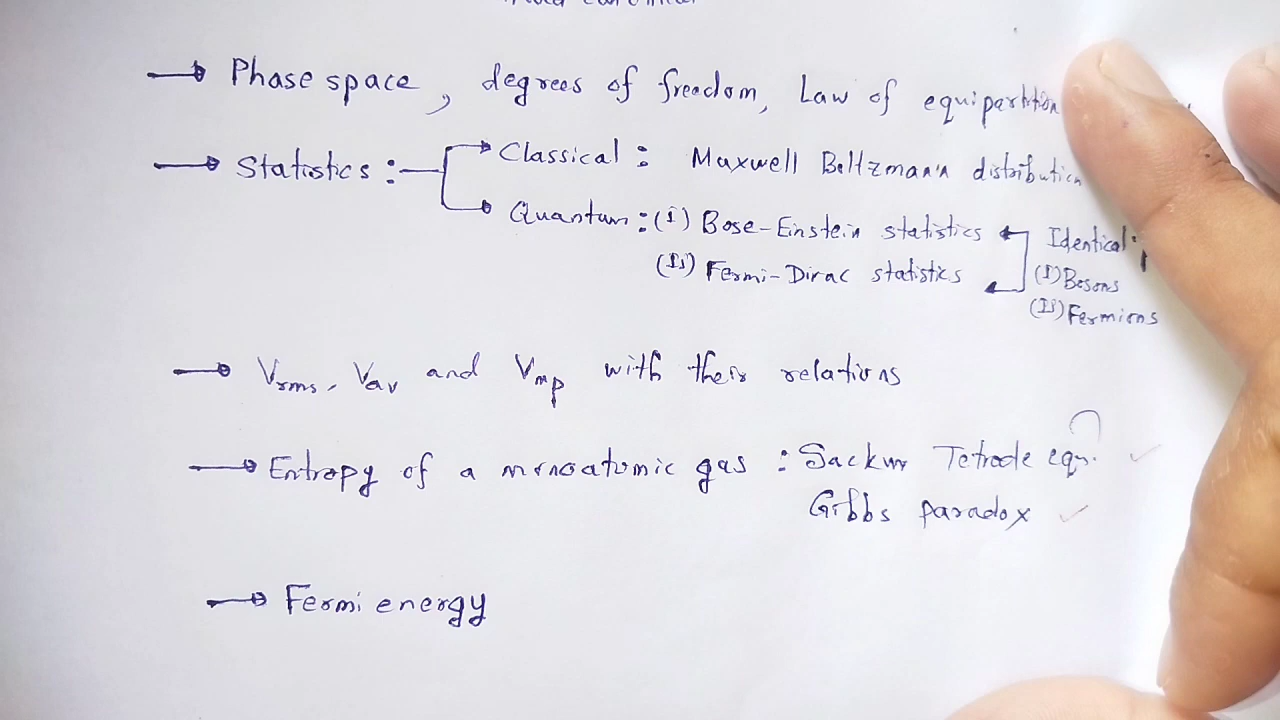 → Phase space, degrees of freedom, Law of equipartition
→ Statistics :→ Classical : Maxwell Boltzmann distribution
→ Quantum : (I) Bose-Einstein statistics ← Identical
(II) Fermi-Dirac statistics ← (I) Bosons
(II) Fermions
→ Vrms, Vav and Vmp with their relations
→ Entropy of a monoatomic gas : Sackur Tetrode eqn.
Gibbs paradox
→ Fermi energy